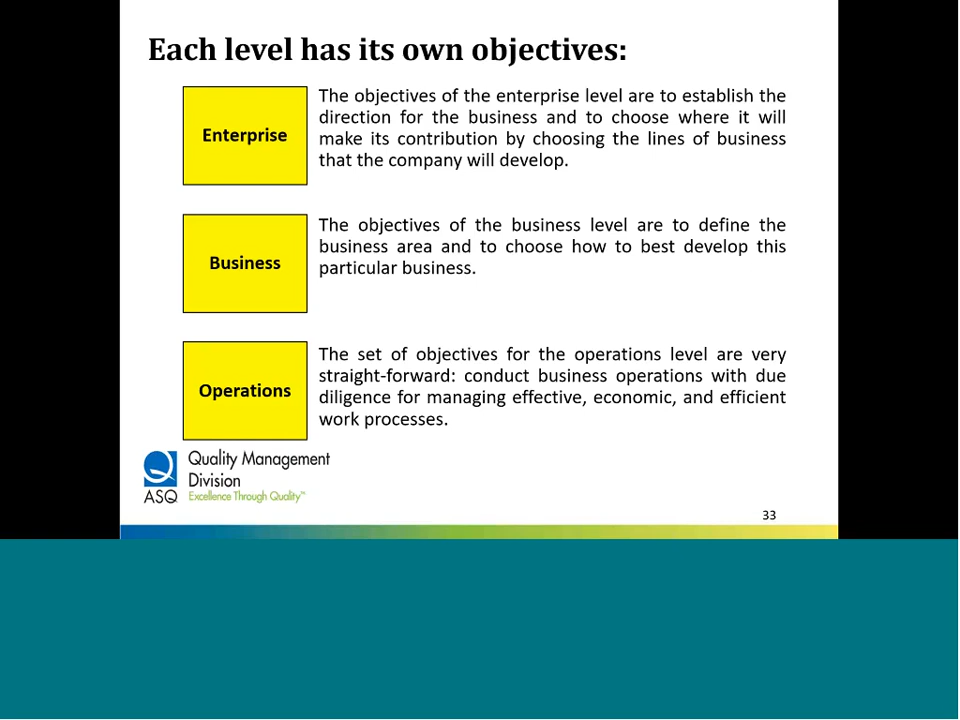 Each level has its own objectives:
Enterprise
The objectives of the enterprise level are to establish the
direction for the business and to choose where it will
make its contribution by choosing the lines of business
that the company will develop.
Business
The objectives of the business level are to define the
business area and to choose how to best develop this
particular business.
Operations
The set of objectives for the operations level are very
straight-forward: conduct business operations with due
diligence for managing effective, economic, and efficient
work processes.
Quality Management
Division
ASQ Excellence Through Quality™
33